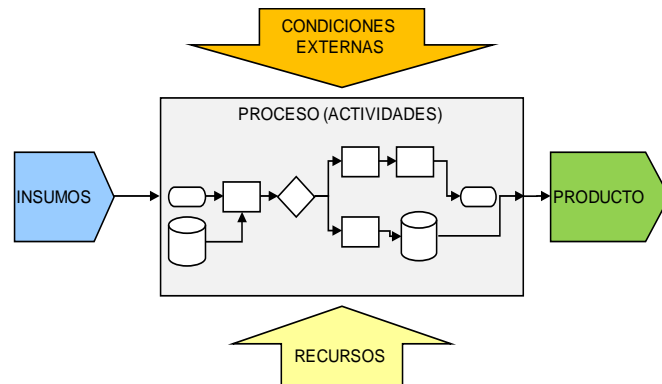 CONDICIONES
EXTERNAS
PROCESO (ACTIVIDADES)
INSUMOS
PRODUCTO
RECURSOS